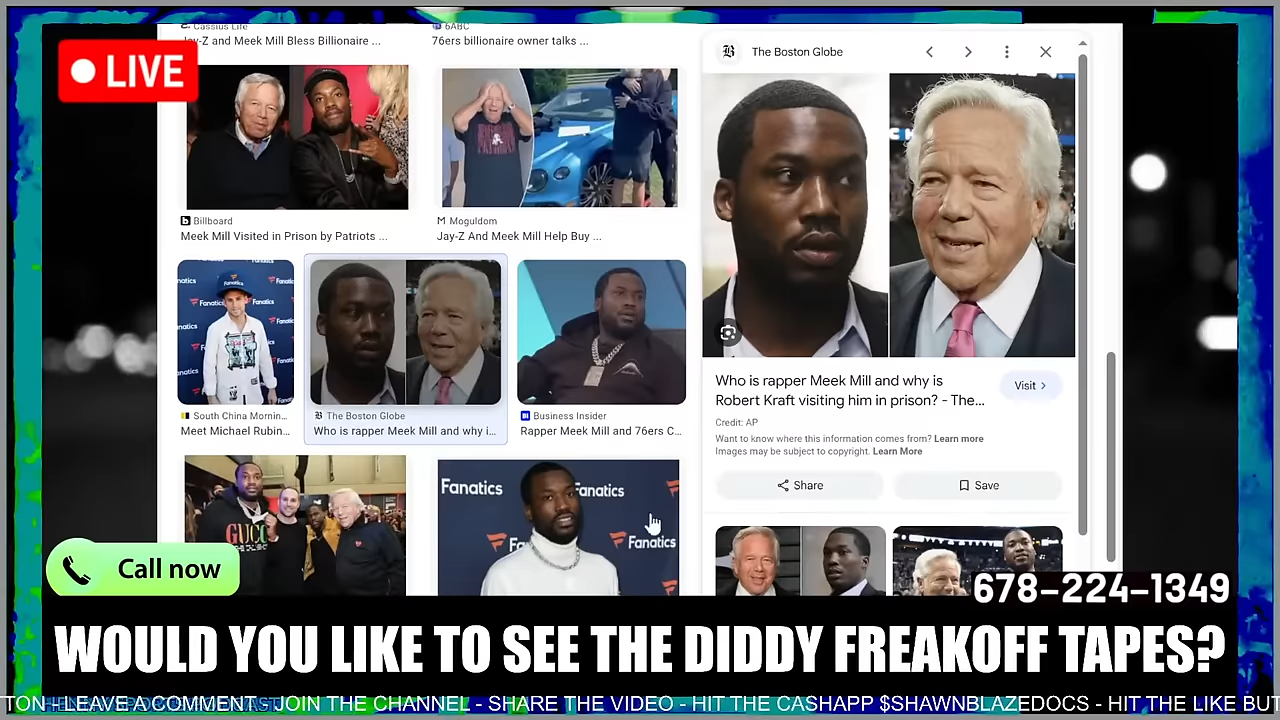 Cassius Life
Jay-Z and Meek Mill Bless Billionaire ...
6ABC
76ers billionaire owner talks ...
LIVE
Billboard
Meek Mill Visited in Prison by Patriots ...
PATRIOTS
Moguldom
Jay-Z And Meek Mill Help Buy ...
Fanatics
South China Mornin...
Meet Michael Rubin...
The Boston Globe
Who is rapper Meek Mill and why i...
Business Insider
Rapper Meek Mill and 76ers C...
GUCCI
Fanatics
Fanatics
Fanatics
The Boston Globe
Who is rapper Meek Mill and why is
Robert Kraft visiting him in prison? - The...
Visit
Credit: AP
Want to know where this information comes from? Learn more
Images may be subject to copyright. Learn More
Share
Save
Call now
678-224-1349
WOULD YOU LIKE TO SEE THE DIDDY FREAKOFF TAPES?
TON - LEAVE A COMMENT - JOIN THE CHANNEL - SHARE THE VIDEO - HIT THE CASHAPP $SHAWNBLAZEDOCS - HIT THE LIKE BUT